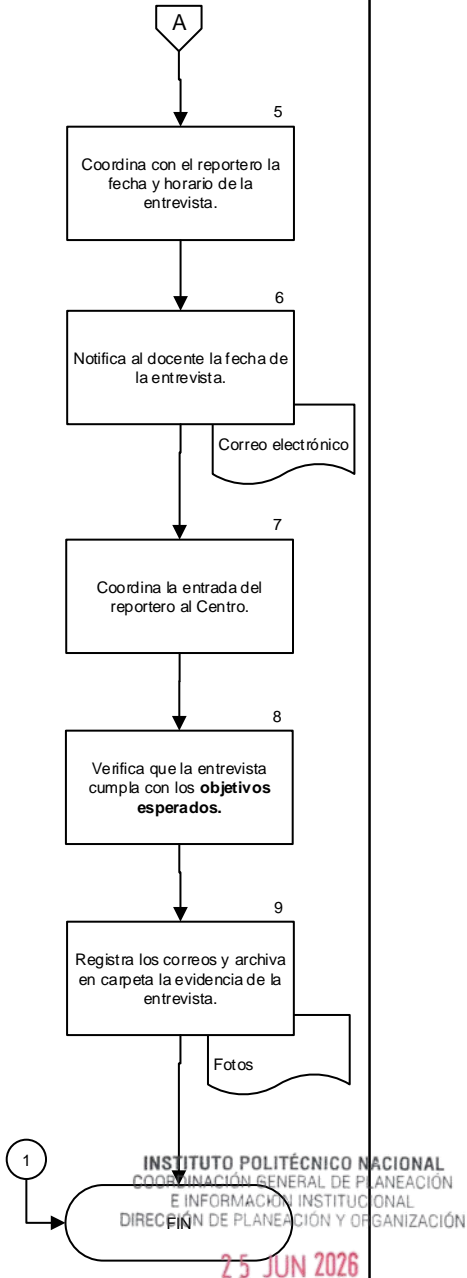 A
5
Coordina con el reportero la
fecha y horario de la
entrevista.
6
Notifica al docente la fecha de
la entrevista.
Correo electrónico
7
Coordina la entrada del
reportero al Centro.
8
Verifica que la entrevista
cumpla con los objetivos
esperados.
9
Registra los correos y archiva
en carpeta la evidencia de la
entrevista.
Fotos
1
INSTITUTO POLITÉCNICO NACIONAL
COORDINACIÓN GENERAL DE PLANEACIÓN
E INFORMACIÓN INSTITUCIONAL
DIRECCIÓN DE PLANEACIÓN Y ORGANIZACIÓN
FIN
25 JUN 2026